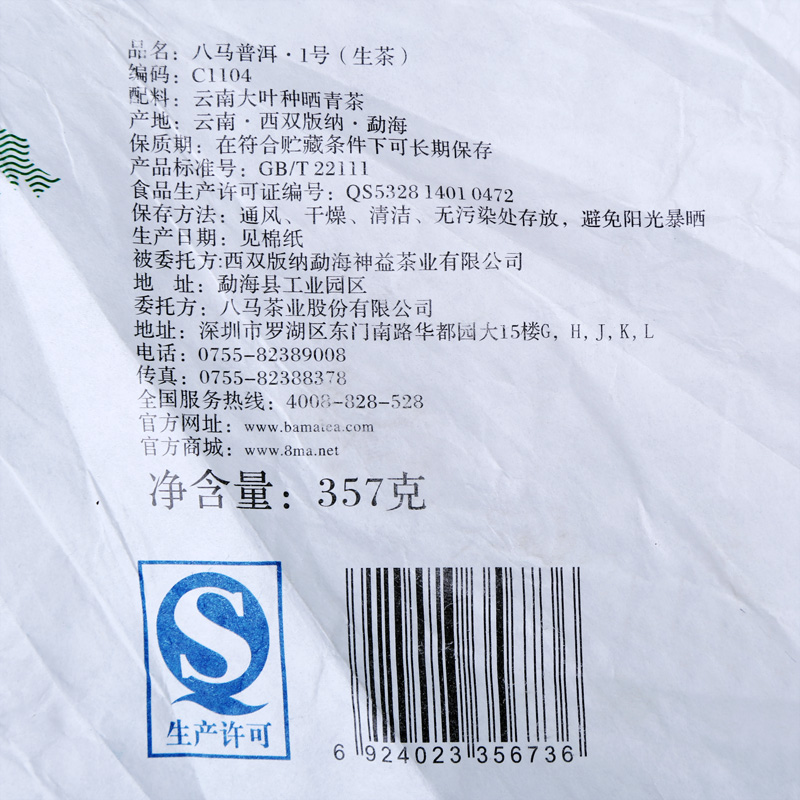 品名：八马普洱·1号（生茶）
编码：C1104
配料：云南大叶种晒青茶
产地：云南·西双版纳·勐海
保质期：在符合贮藏条件下可长期保存
产品标准号：GB/T 22111
食品生产许可证编号：QS5328 1401 0472
保存方法：通风、干燥、清洁、无污染处存放，避免阳光暴晒
生产日期：见棉纸
被委托方:西双版纳勐海神益茶业有限公司
地 址：勐海县工业园区
委托方：八马茶业股份有限公司
地址：深圳市罗湖区东门南路华都园大15楼G, H, J, K, L
电话：0755-82389008
传真：0755-82388378
全国服务热线：4008-828-528
官方网址：www.bamatea.com
官方商城：www.8ma.net
净含量：357克
S
生产许可
6 924023 356736